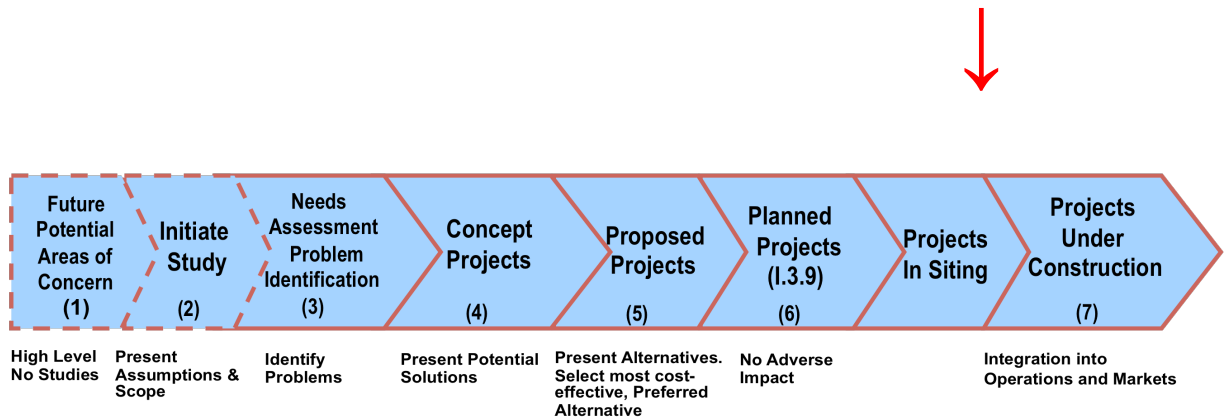 Future
Potential
Areas of
Concern
(1)
Initiate
Study
(2)
Needs
Assessment
Problem
Identification
(3)
Concept
Projects
(4)
Proposed
Projects
(5)
Planned
Projects
(I.3.9)
(6)
Projects
In Siting
Projects
Under
Construction
(7)
High Level
No Studies
Present
Assumptions &
Scope
Identify
Problems
Present Potential
Solutions
Present Alternatives.
Select most cost-
effective, Preferred
Alternative
No Adverse
Impact
Integration into
Operations and Markets